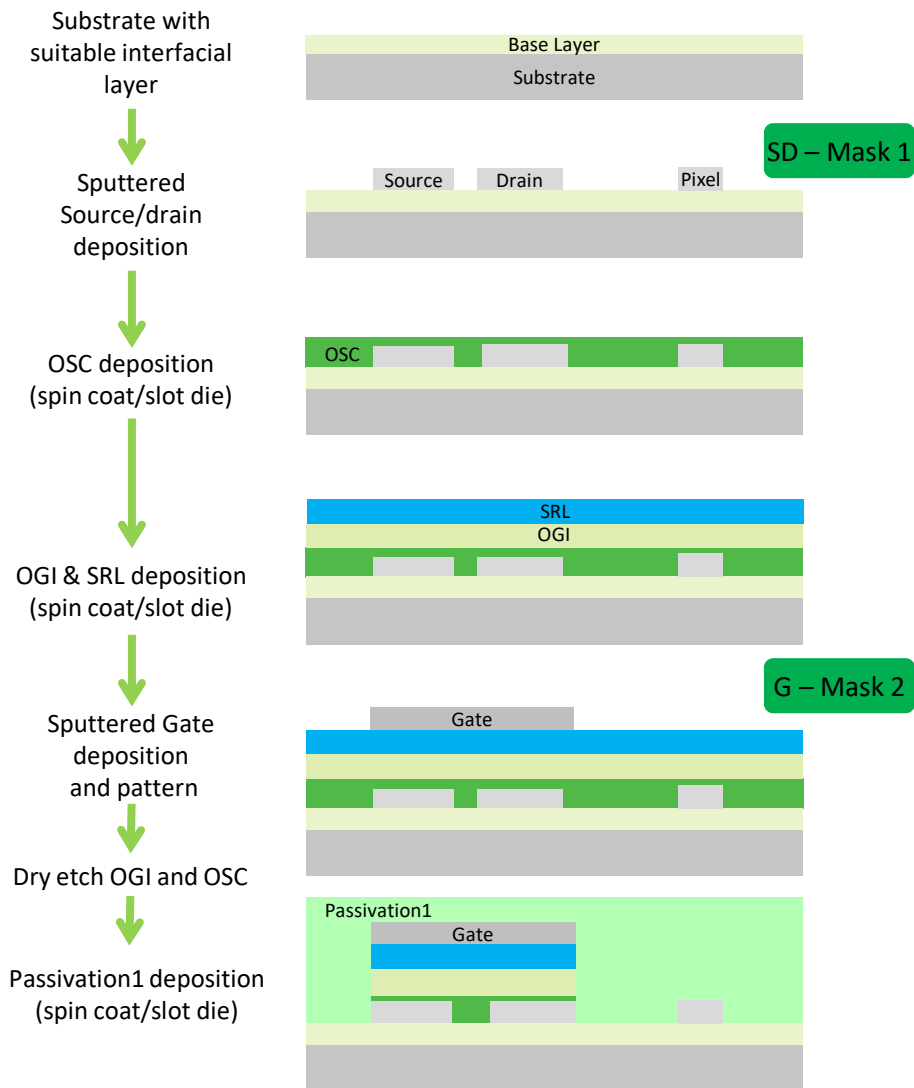 Substrate with
suitable interfacial
layer
Base Layer
Substrate
SD – Mask 1
Sputtered
Source/drain
deposition
Source
Drain
Pixel
OSC deposition
(spin coat/slot die)
OSC
SRL
OGI
OGI & SRL deposition
(spin coat/slot die)
G – Mask 2
Sputtered Gate
deposition
and pattern
Gate
Dry etch OGI and OSC
Passivation1
Gate
Passivation1 deposition
(spin coat/slot die)